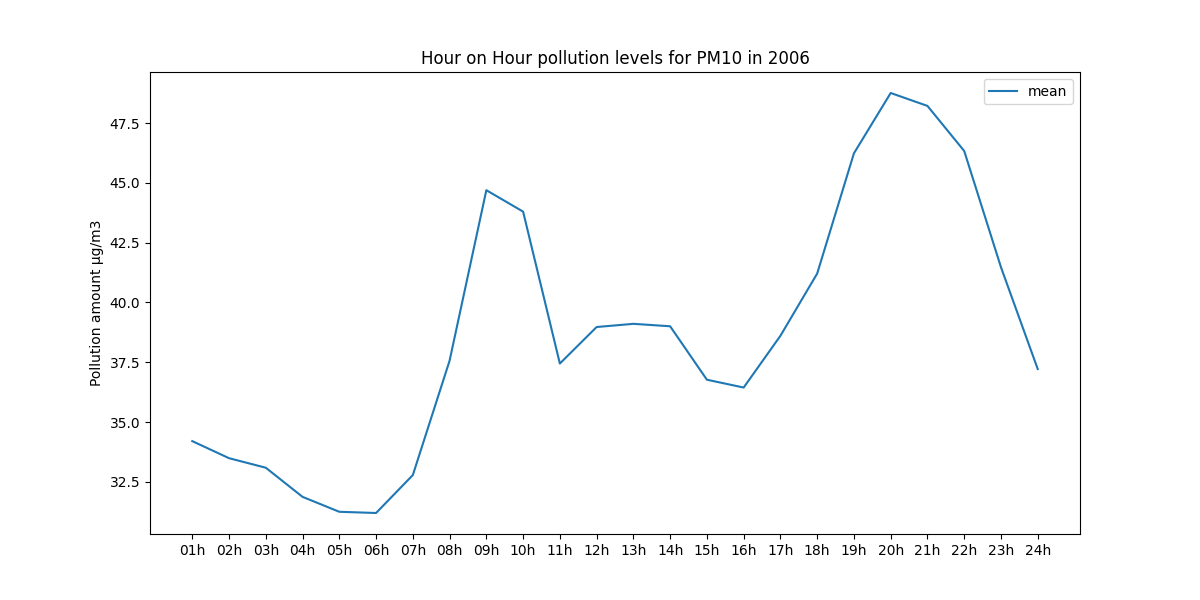 Hour on Hour pollution levels for PM10 in 2006
mean
Pollution amount µg/m3
47.5
45.0
42.5
40.0
37.5
35.0
32.5
01h 02h 03h 04h 05h 06h 07h 08h 09h 10h 11h 12h 13h 14h 15h 16h 17h 18h 19h 20h 21h 22h 23h 24h